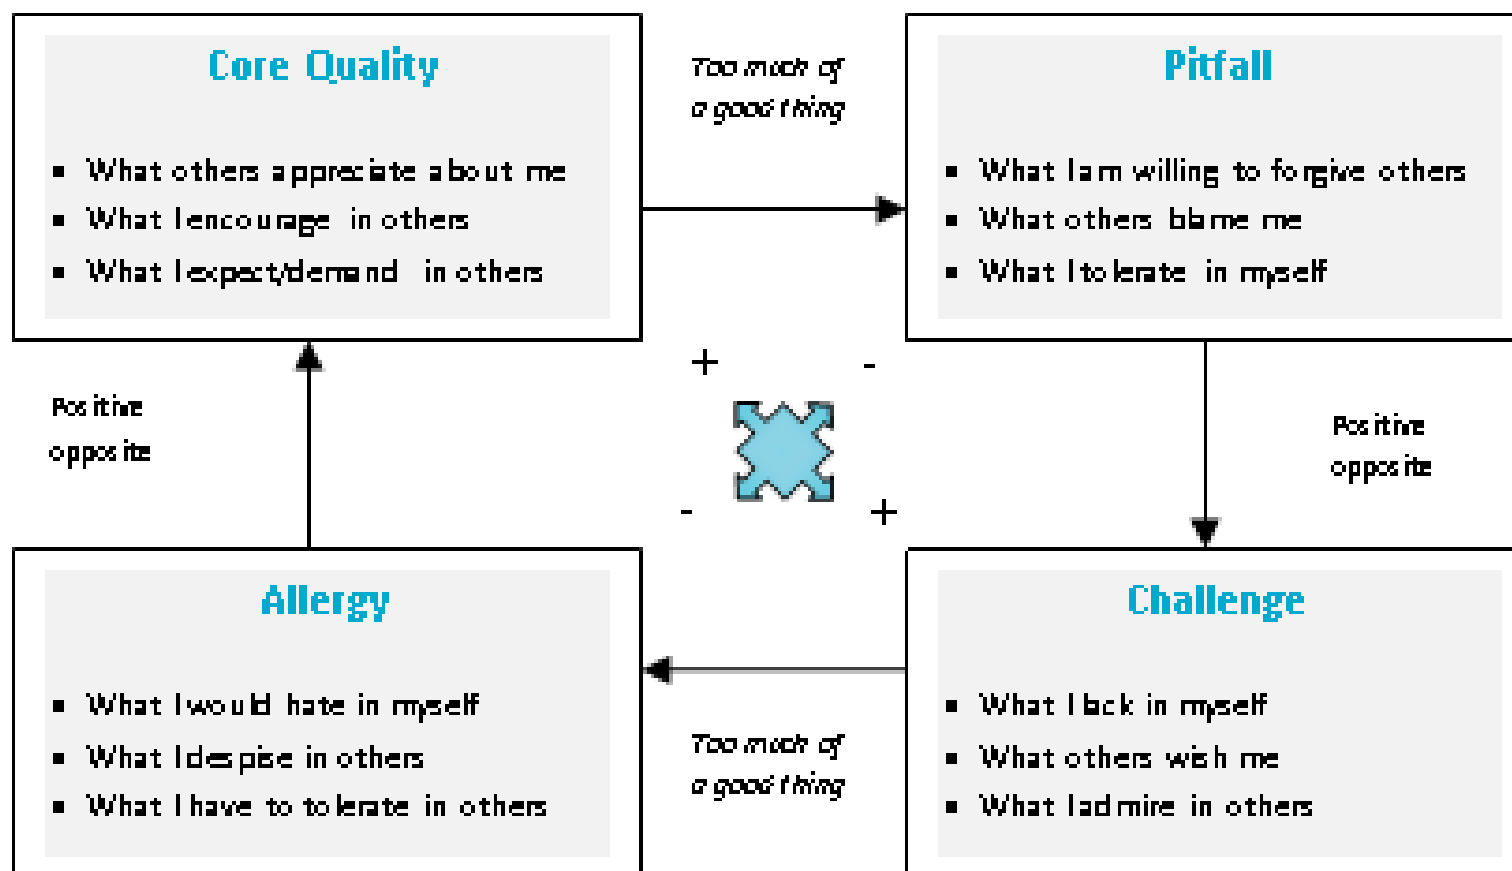 Core Quality
▪ What others appreciate about me
▪ What I encourage in others
▪ What I expect/demand in others
Too much of
a good thing
Pitfall
▪ What I am willing to forgive others
▪ What others blame me
▪ What I tolerate in myself
+ -
Positive
opposite
Positive
opposite
- +
Allergy
▪ What I would hate in myself
▪ What I despise in others
▪ What I have to tolerate in others
Too much of
a good thing
Challenge
▪ What I lack in myself
▪ What others wish me
▪ What I admire in others